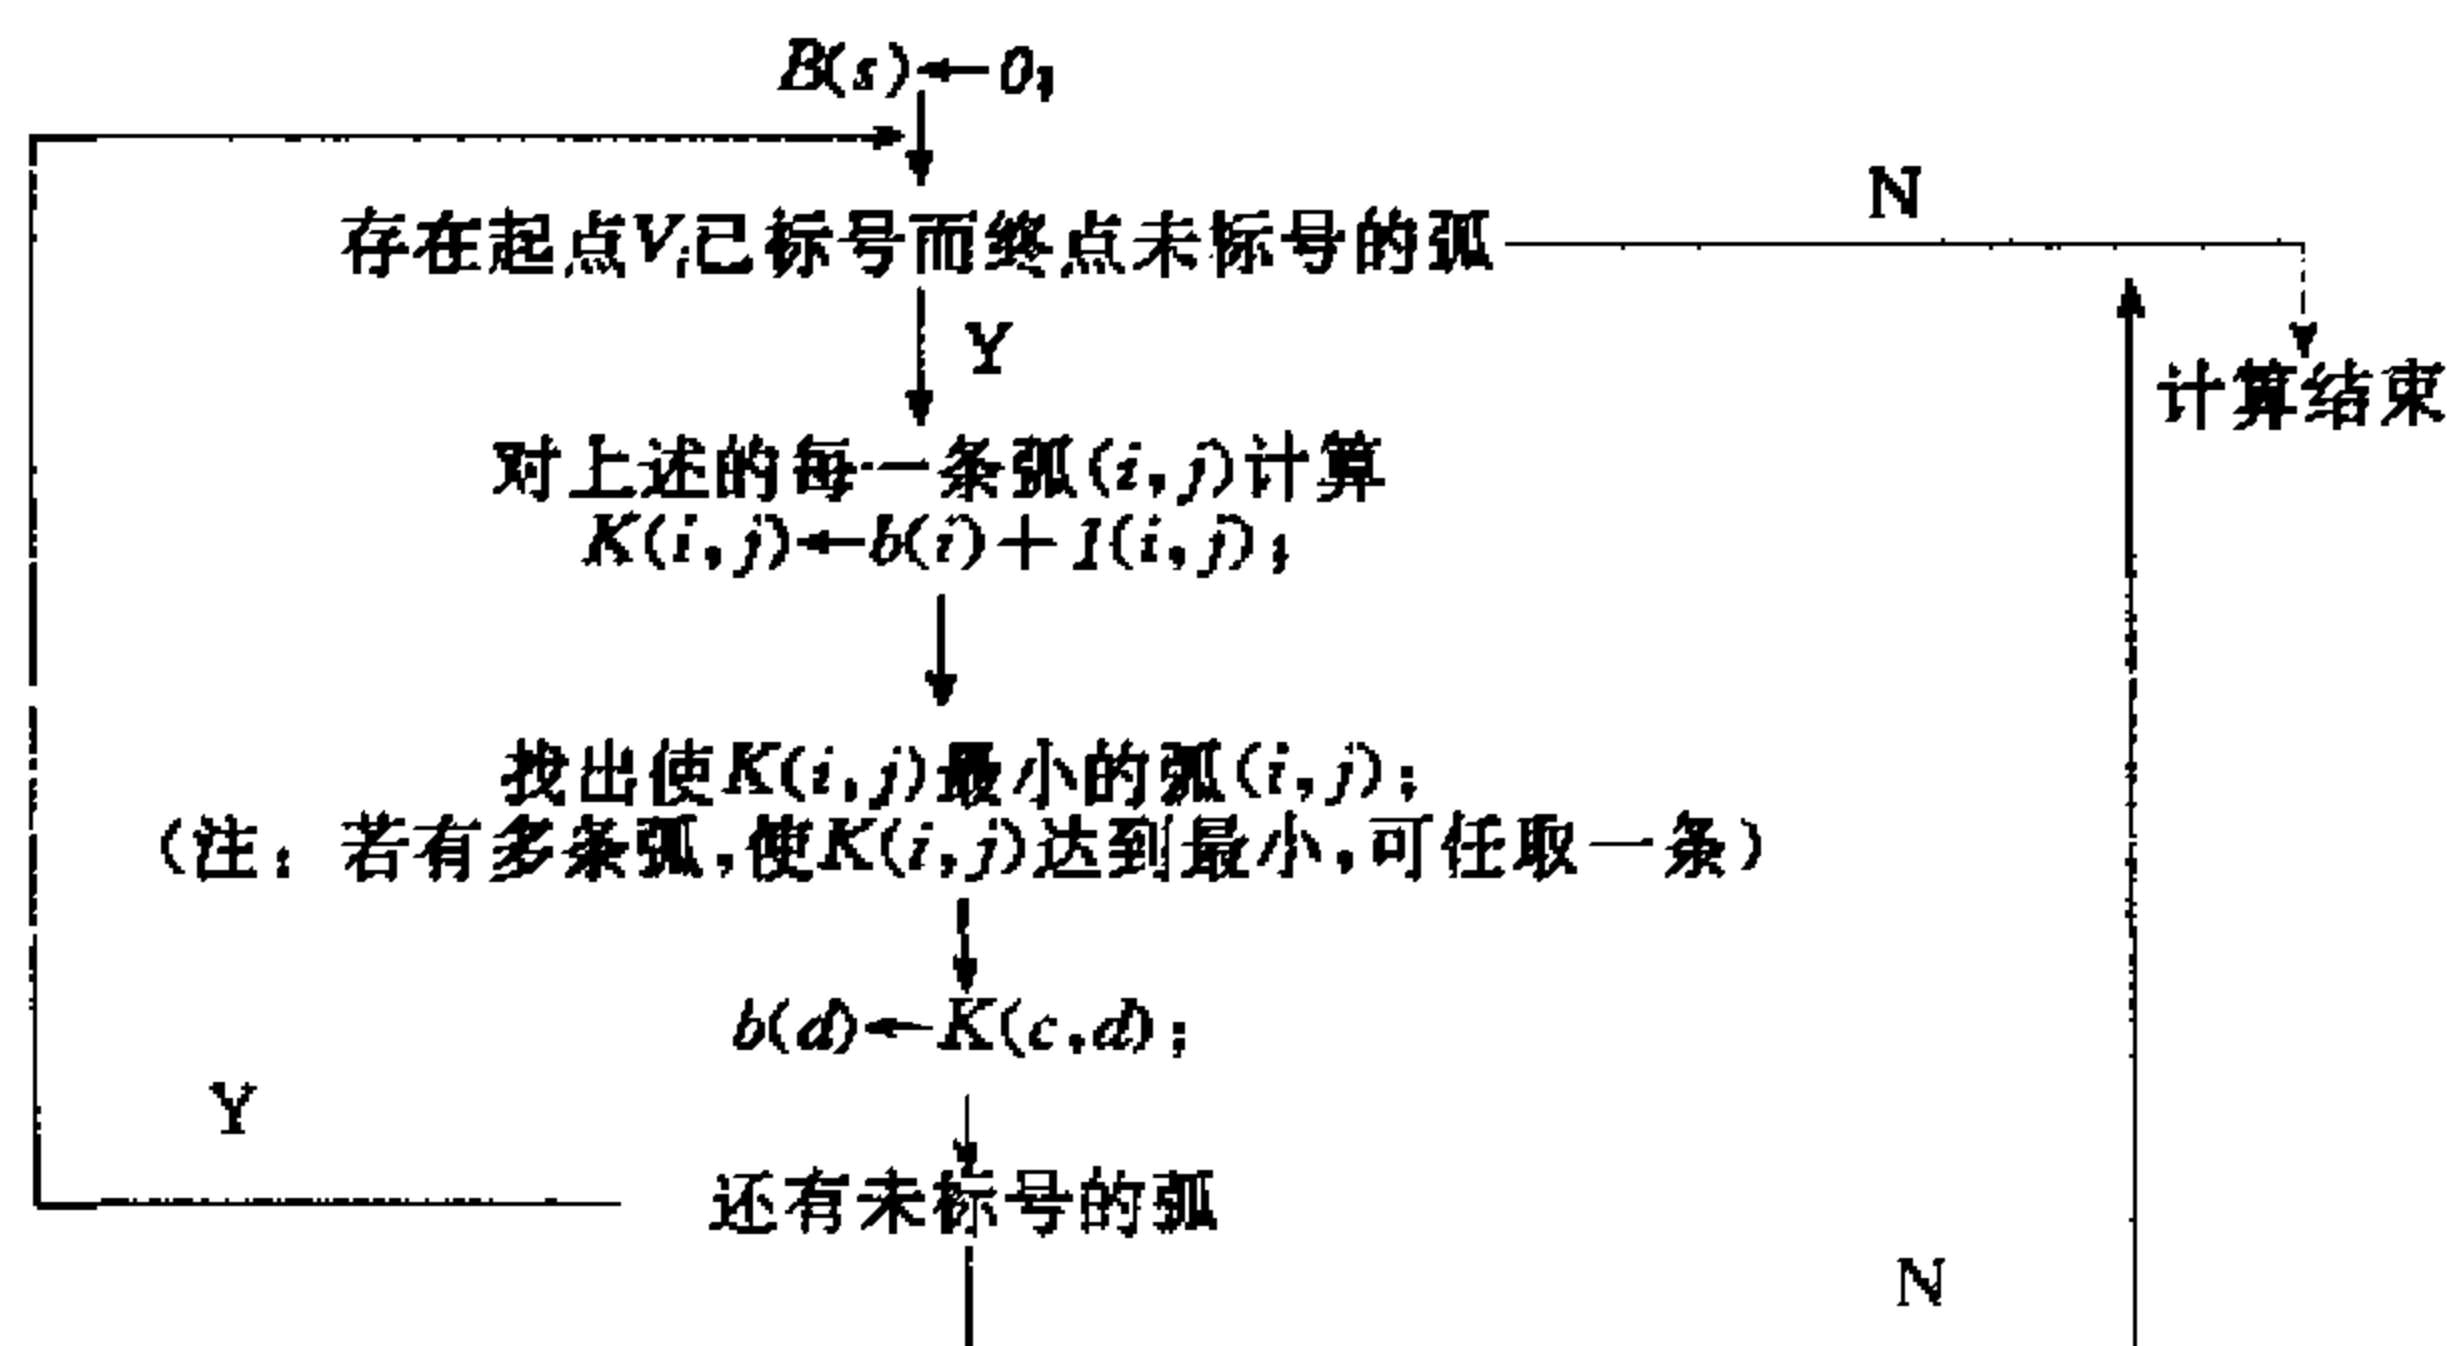 B(s)←0;
N
存在起点Vi已标号而终点未标号的弧
Y
计算结束
对上述的每一条弧(i,j)计算
K(i,j)←b(i)+l(i,j);
找出使K(i,j)最小的弧(i,j);
(注:若有多条弧,使K(i,j)达到最小,可任取一条)
b(d)←K(c,d);
Y
还有未标号的弧
N